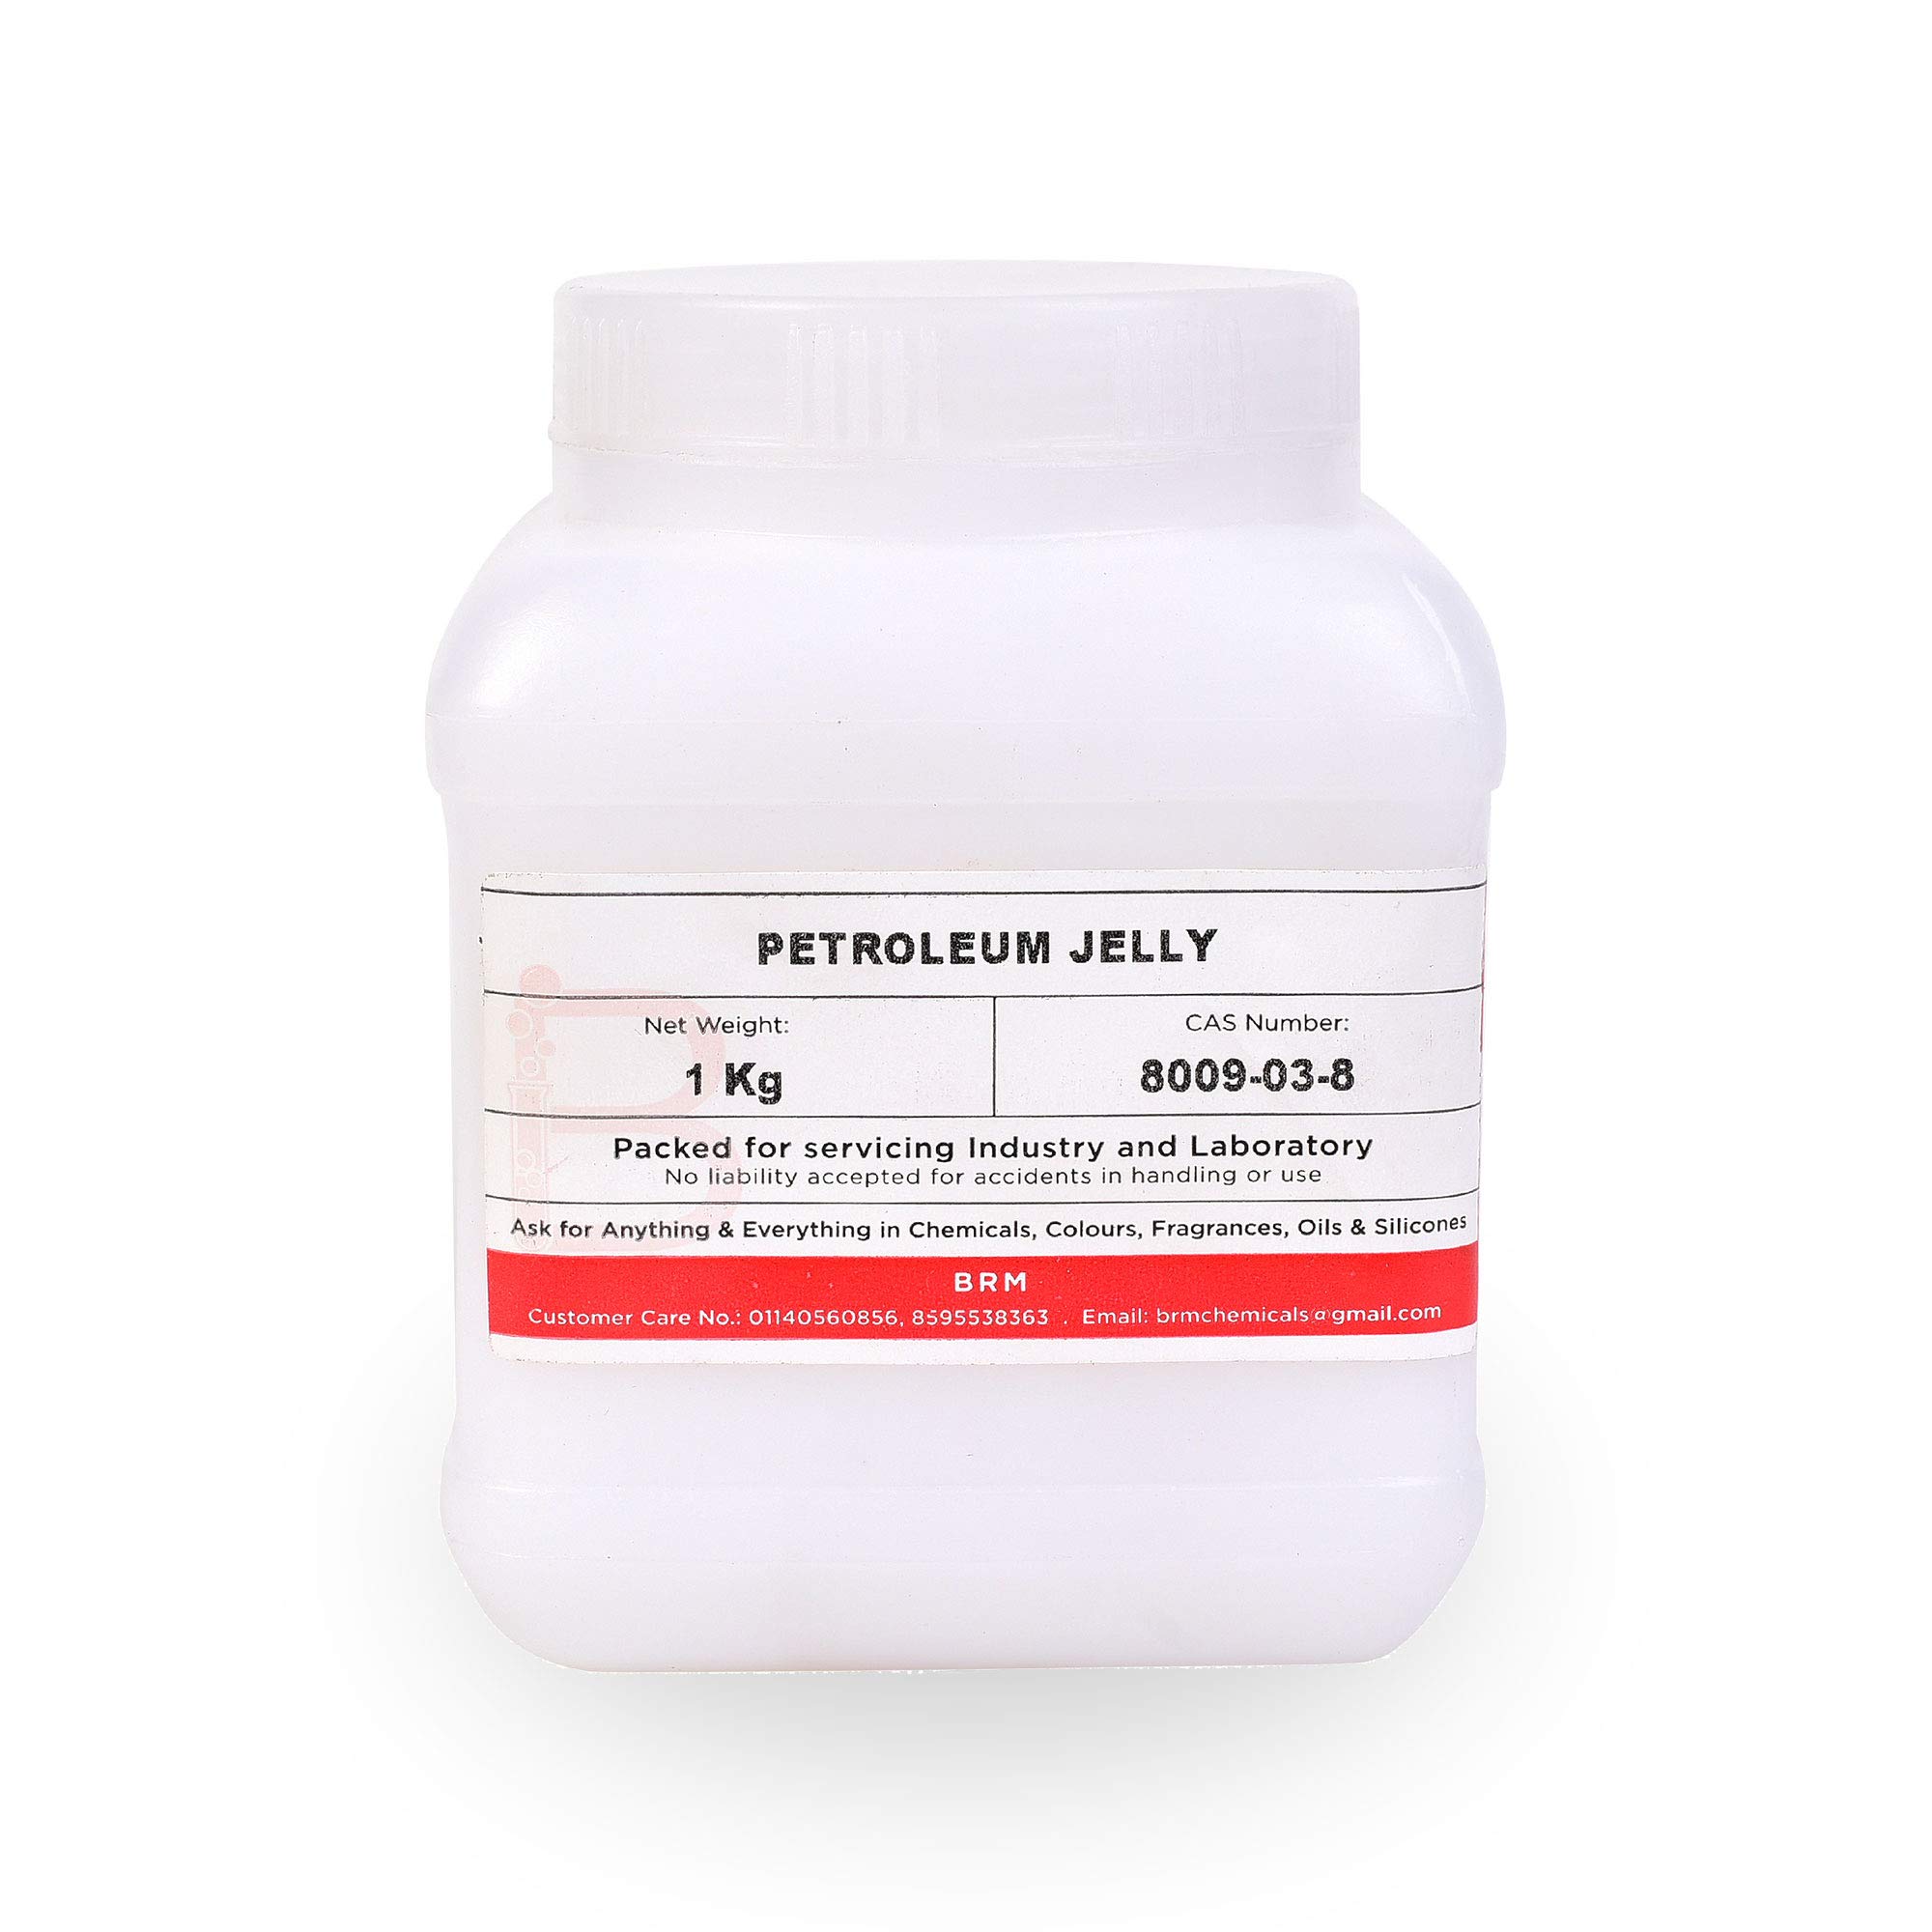 PETROLEUM JELLY
Net Weight:
1 Kg
CAS Number:
8009-03-8
Packed for servicing Industry and Laboratory
No liability accepted for accidents in handling or use
Ask for Anything & Everything in Chemicals, Colours, Fragrances, Oils & Silicones
BRM
Customer Care No.: 01140560856, 8595538363 . Email: brmchemicals@gmail.com